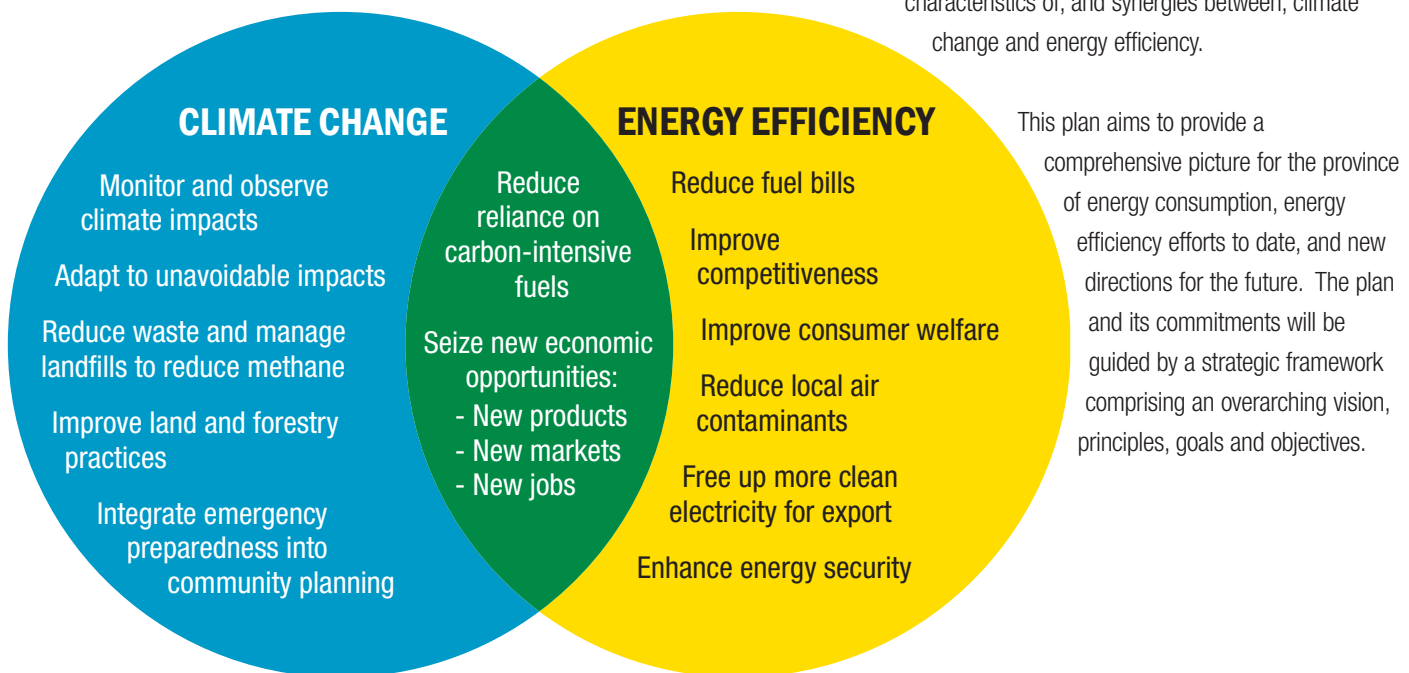 characteristics of, and synergies between, climate
change and energy efficiency.
CLIMATE CHANGE
Monitor and observe
climate impacts
Adapt to unavoidable impacts
Reduce waste and manage
landfills to reduce methane
Improve land and forestry
practices
Integrate emergency
preparedness into
community planning
Reduce
reliance on
carbon-intensive
fuels
Seize new economic
opportunities:
- New products
- New markets
- New jobs
ENERGY EFFICIENCY
Reduce fuel bills
Improve
competitiveness
Improve consumer welfare
Reduce local air
contaminants
Free up more clean
electricity for export
Enhance energy security
This plan aims to provide a
comprehensive picture for the province
of energy consumption, energy
efficiency efforts to date, and new
directions for the future.  The plan
and its commitments will be
guided by a strategic framework
comprising an overarching vision,
principles, goals and objectives.